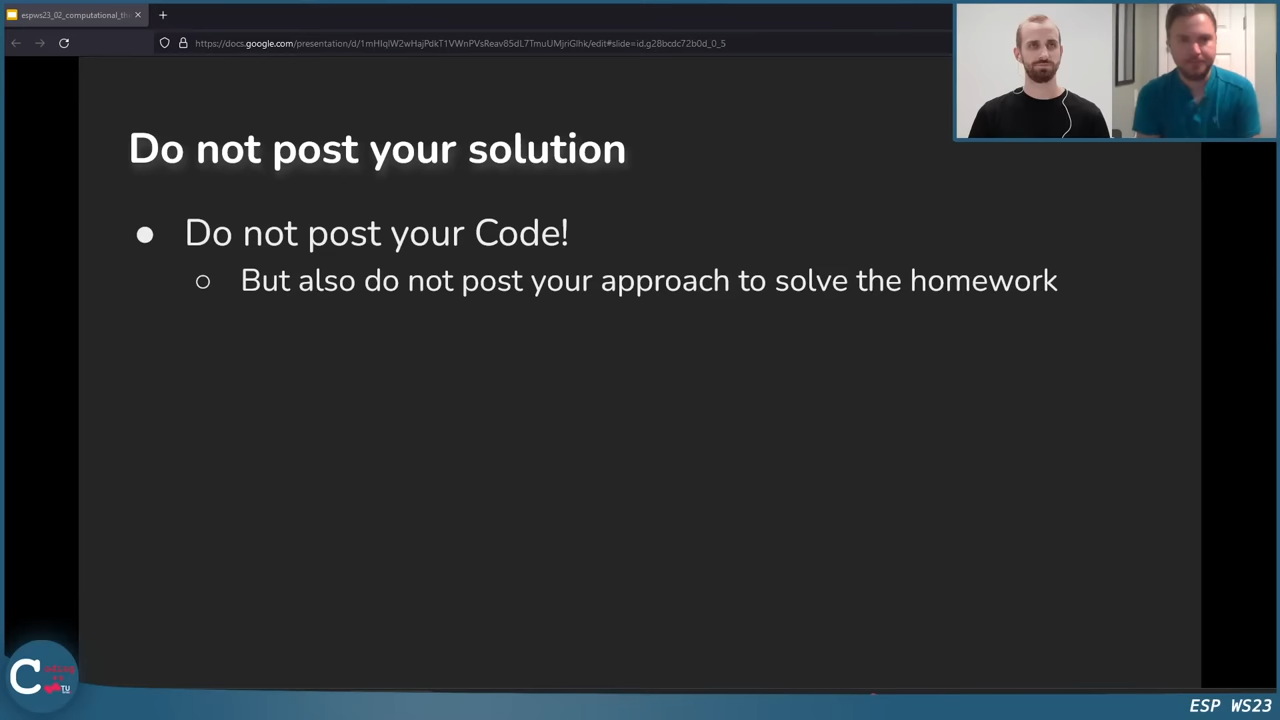 espws23_02_computational_th
https://docs.google.com/presentation/d/1mHlqlW2wHajPdkT1VWnPVsReav85dL7TmuUMjriGlhk/edit#slide=id.g28bcdc72b0d_0_5
Do not post your solution
● Do not post your Code!
○ But also do not post your approach to solve the homework
C
TU
ESP WS23